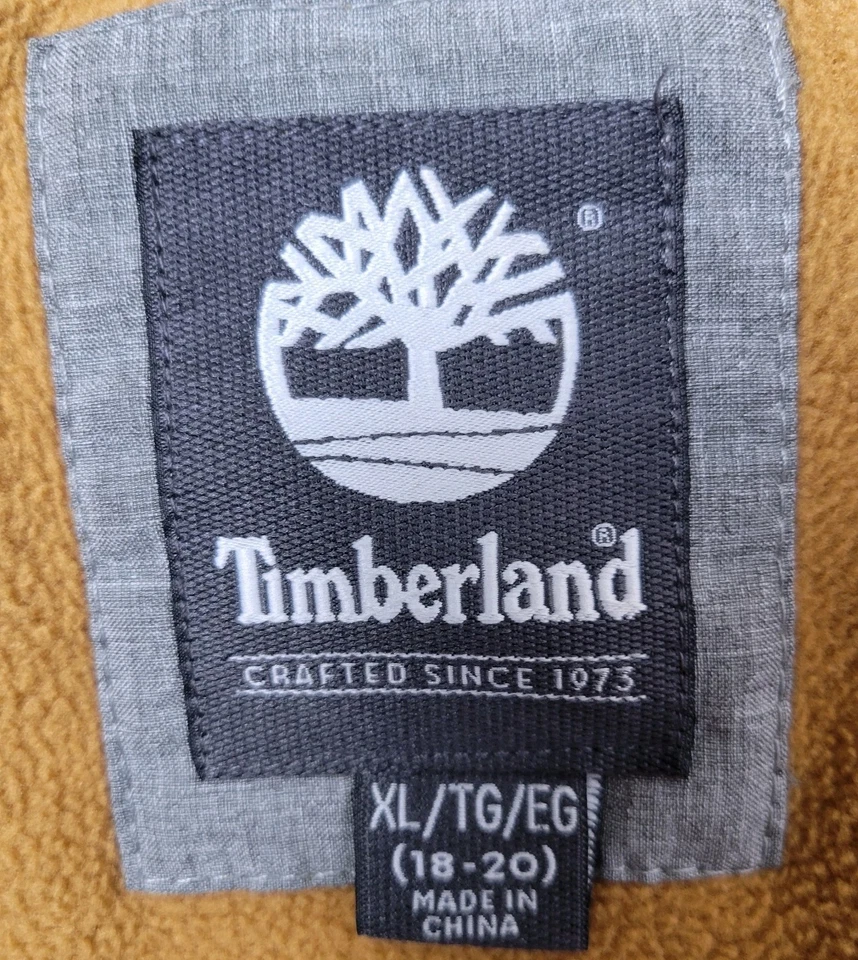 ®
Timberland®
CRAFTED SINCE 1973
XL/TG/EG
(18-20)
MADE IN
CHINA